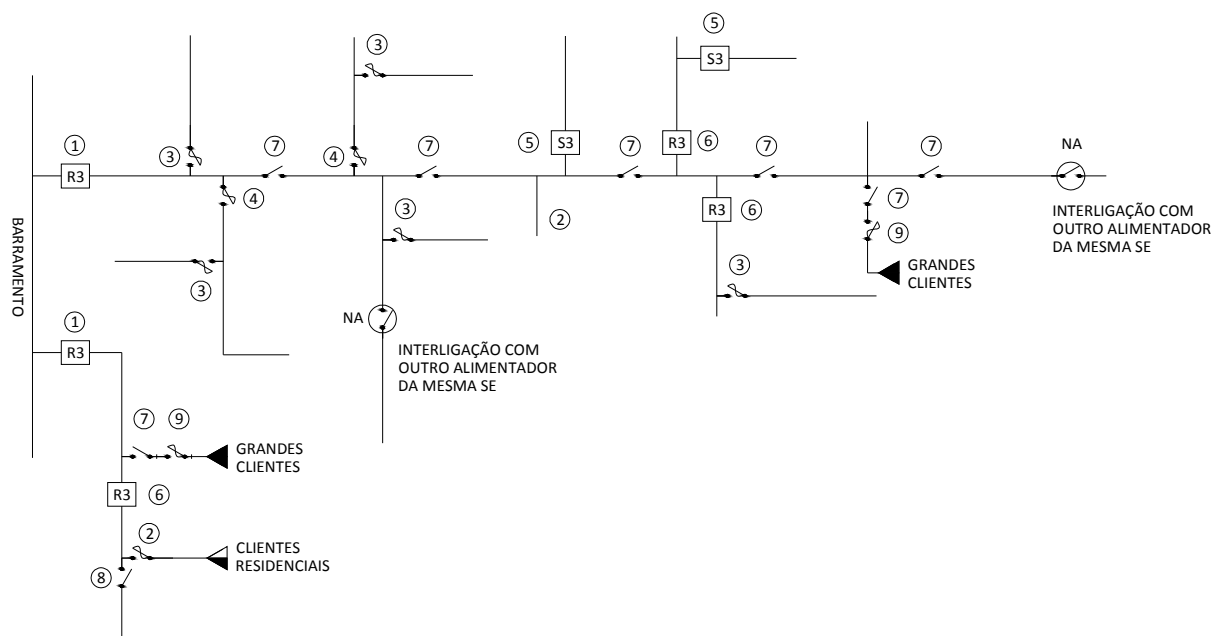 5
3
S3
1
7
4
7
5
S3
7
R3
6
7
7
NA
R3
3
4
3
R3
6
2
7
9
INTERLIGAÇÃO COM
OUTRO ALIMENTADOR
DA MESMA SE
3
3
GRANDES
CLIENTES
BARRAMENTO
1
NA
R3
INTERLIGAÇÃO COM
OUTRO ALIMENTADOR
DA MESMA SE
7
9
GRANDES
CLIENTES
R3
6
2
CLIENTES
RESIDENCIAIS
8